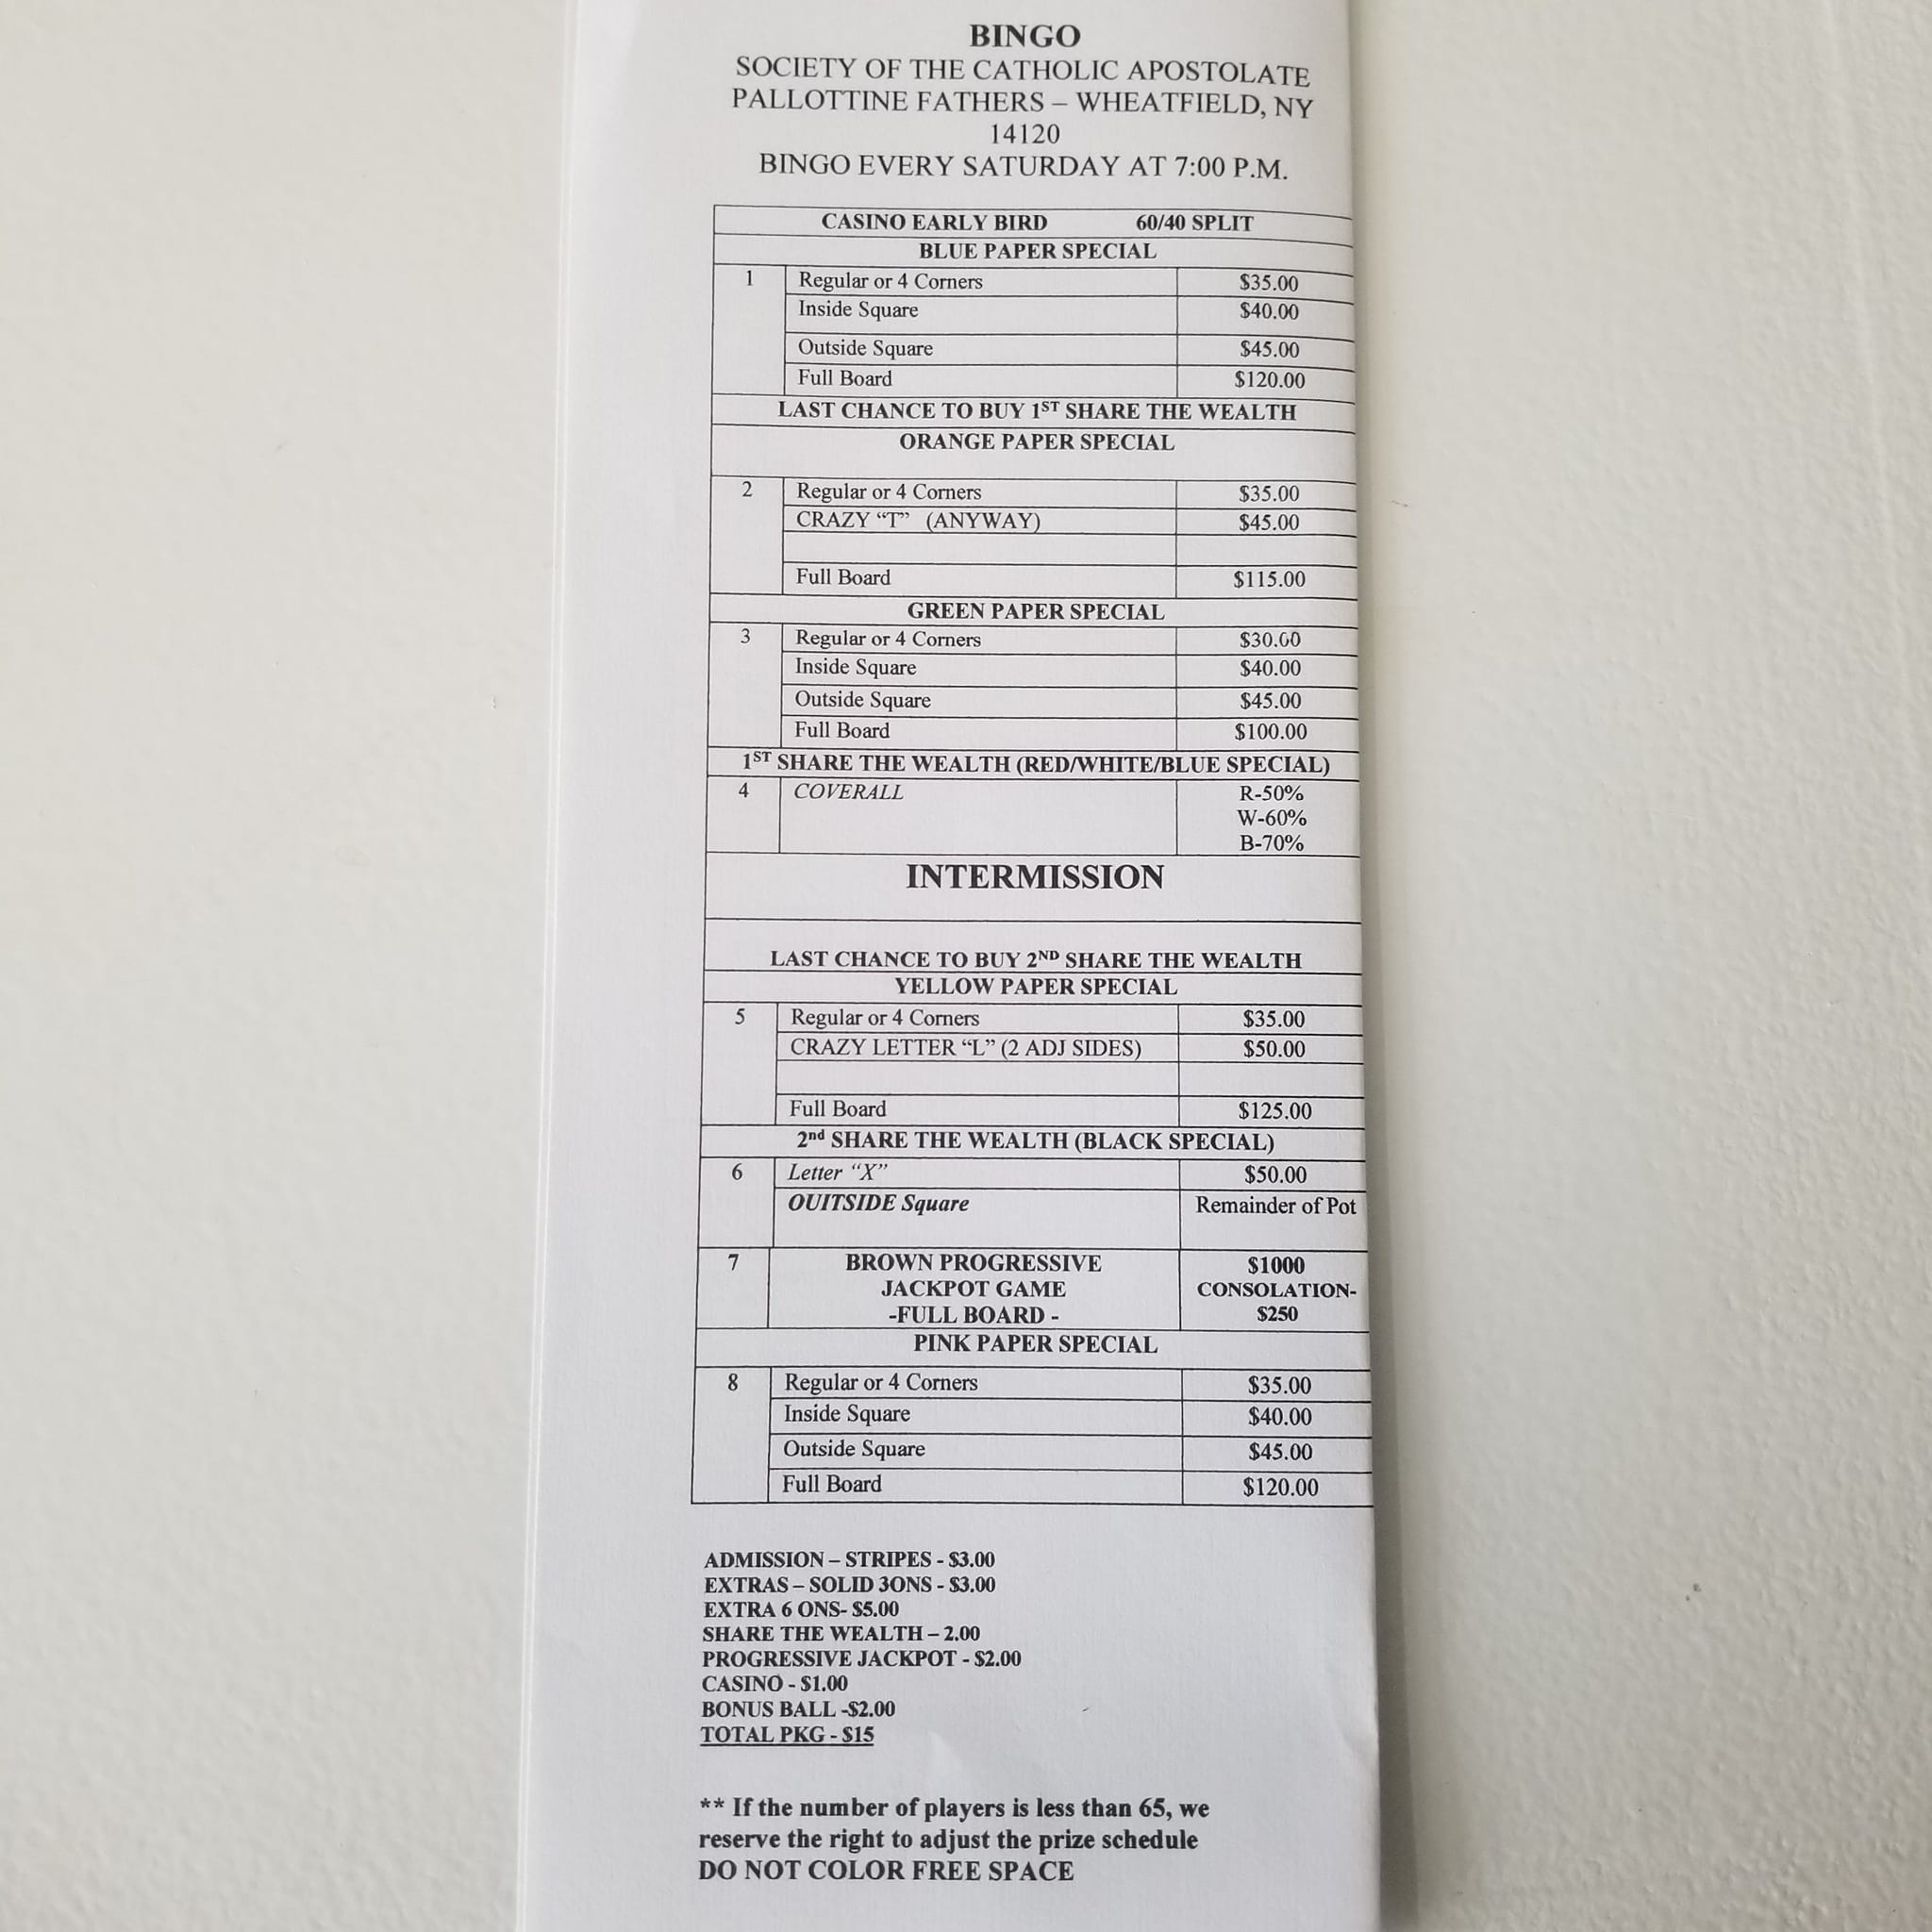 BINGO
SOCIETY OF THE CATHOLIC APOSTOLATE
PALLOTTINE FATHERS – WHEATFIELD, NY
14120
BINGO EVERY SATURDAY AT 7:00 P.M.
CASINO EARLY BIRD 60/40 SPLIT
BLUE PAPER SPECIAL
1 Regular or 4 Corners $35.00
Inside Square $40.00
Outside Square $45.00
Full Board $120.00
LAST CHANCE TO BUY 1ST SHARE THE WEALTH
ORANGE PAPER SPECIAL
2 Regular or 4 Corners $35.00
CRAZY “T” (ANYWAY) $45.00
Full Board $115.00
GREEN PAPER SPECIAL
3 Regular or 4 Corners $30.00
Inside Square $40.00
Outside Square $45.00
Full Board $100.00
1ST SHARE THE WEALTH (RED/WHITE/BLUE SPECIAL)
4 COVERALL R-50%
W-60%
B-70%
INTERMISSION
LAST CHANCE TO BUY 2ND SHARE THE WEALTH
YELLOW PAPER SPECIAL
5 Regular or 4 Corners $35.00
CRAZY LETTER “L” (2 ADJ SIDES) $50.00
Full Board $125.00
2nd SHARE THE WEALTH (BLACK SPECIAL)
6 Letter “X” $50.00
OUITSIDE Square Remainder of Pot
7 BROWN PROGRESSIVE $1000
JACKPOT GAME CONSOLATION-
-FULL BOARD - $250
PINK PAPER SPECIAL
8 Regular or 4 Corners $35.00
Inside Square $40.00
Outside Square $45.00
Full Board $120.00
ADMISSION – STRIPES - $3.00
EXTRAS – SOLID 3ONS - $3.00
EXTRA 6 ONS- $5.00
SHARE THE WEALTH – 2.00
PROGRESSIVE JACKPOT - $2.00
CASINO - $1.00
BONUS BALL -$2.00
TOTAL PKG - $15
** If the number of players is less than 65, we
reserve the right to adjust the prize schedule
DO NOT COLOR FREE SPACE